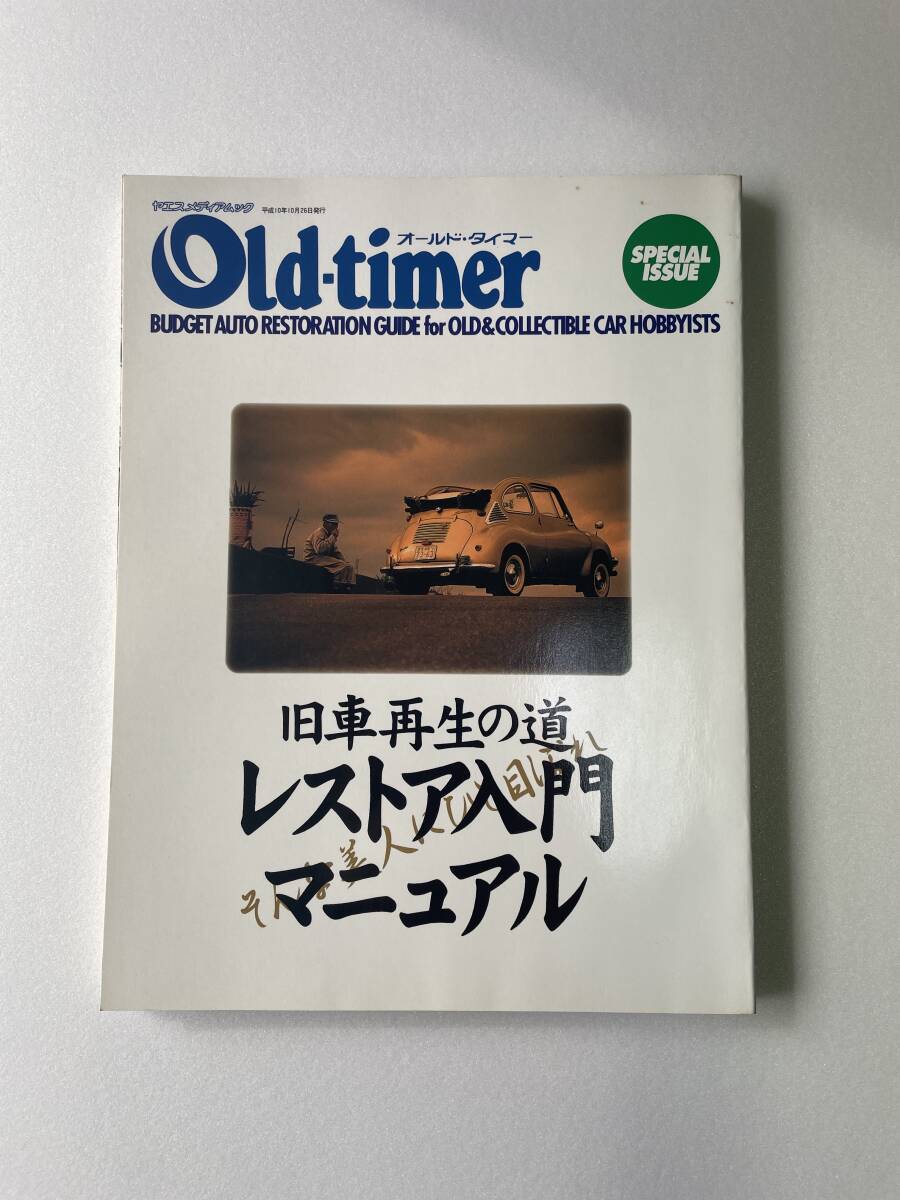 ヤエスメディアムック 平成10年10月26日発行
オールド・タイマー
Old-timer
SPECIAL
ISSUE
BUDGET AUTO RESTORATION GUIDE for OLD&COLLECTIBLE CAR HOBBYISTS
旧車再生の道
レストア入門
マニュアル